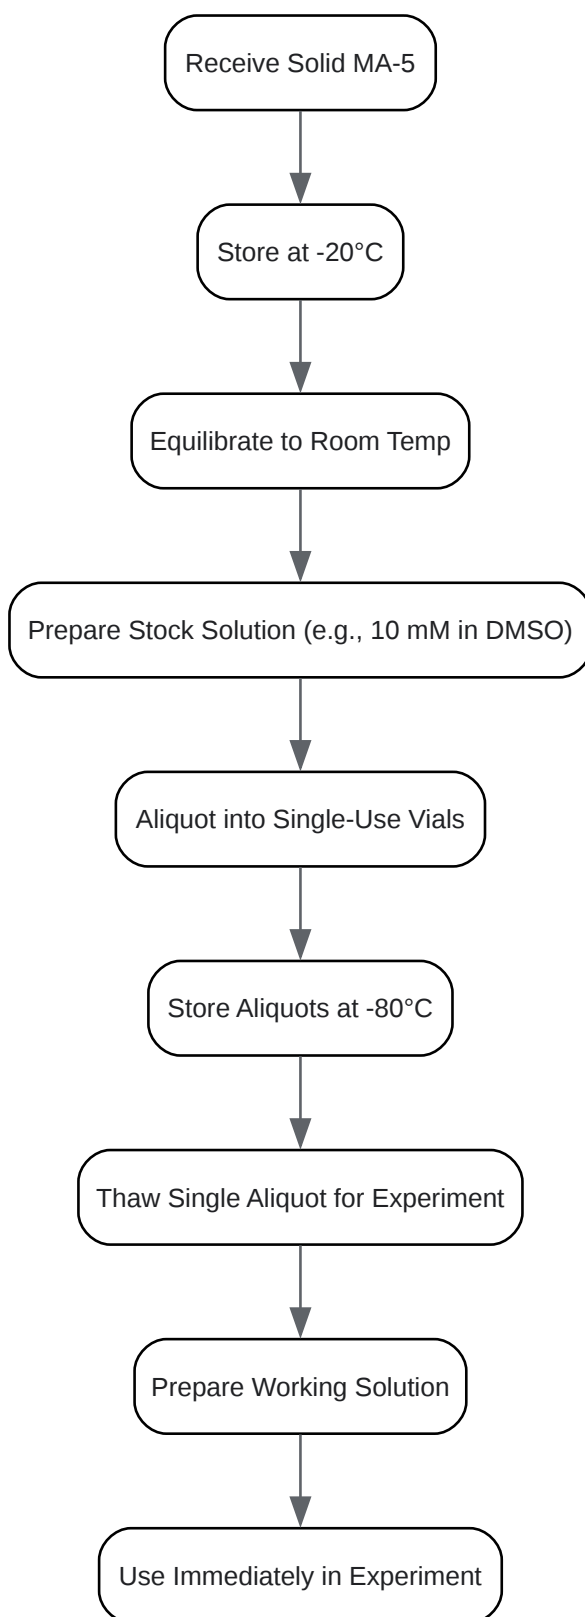 Receive Solid MA-5
Store at -20°C
Equilibrate to Room Temp
Prepare Stock Solution (e.g., 10 mM in DMSO)
Aliquot into Single-Use Vials
Store Aliquots at -80°C
Thaw Single Aliquot for Experiment
Prepare Working Solution
Use Immediately in Experiment